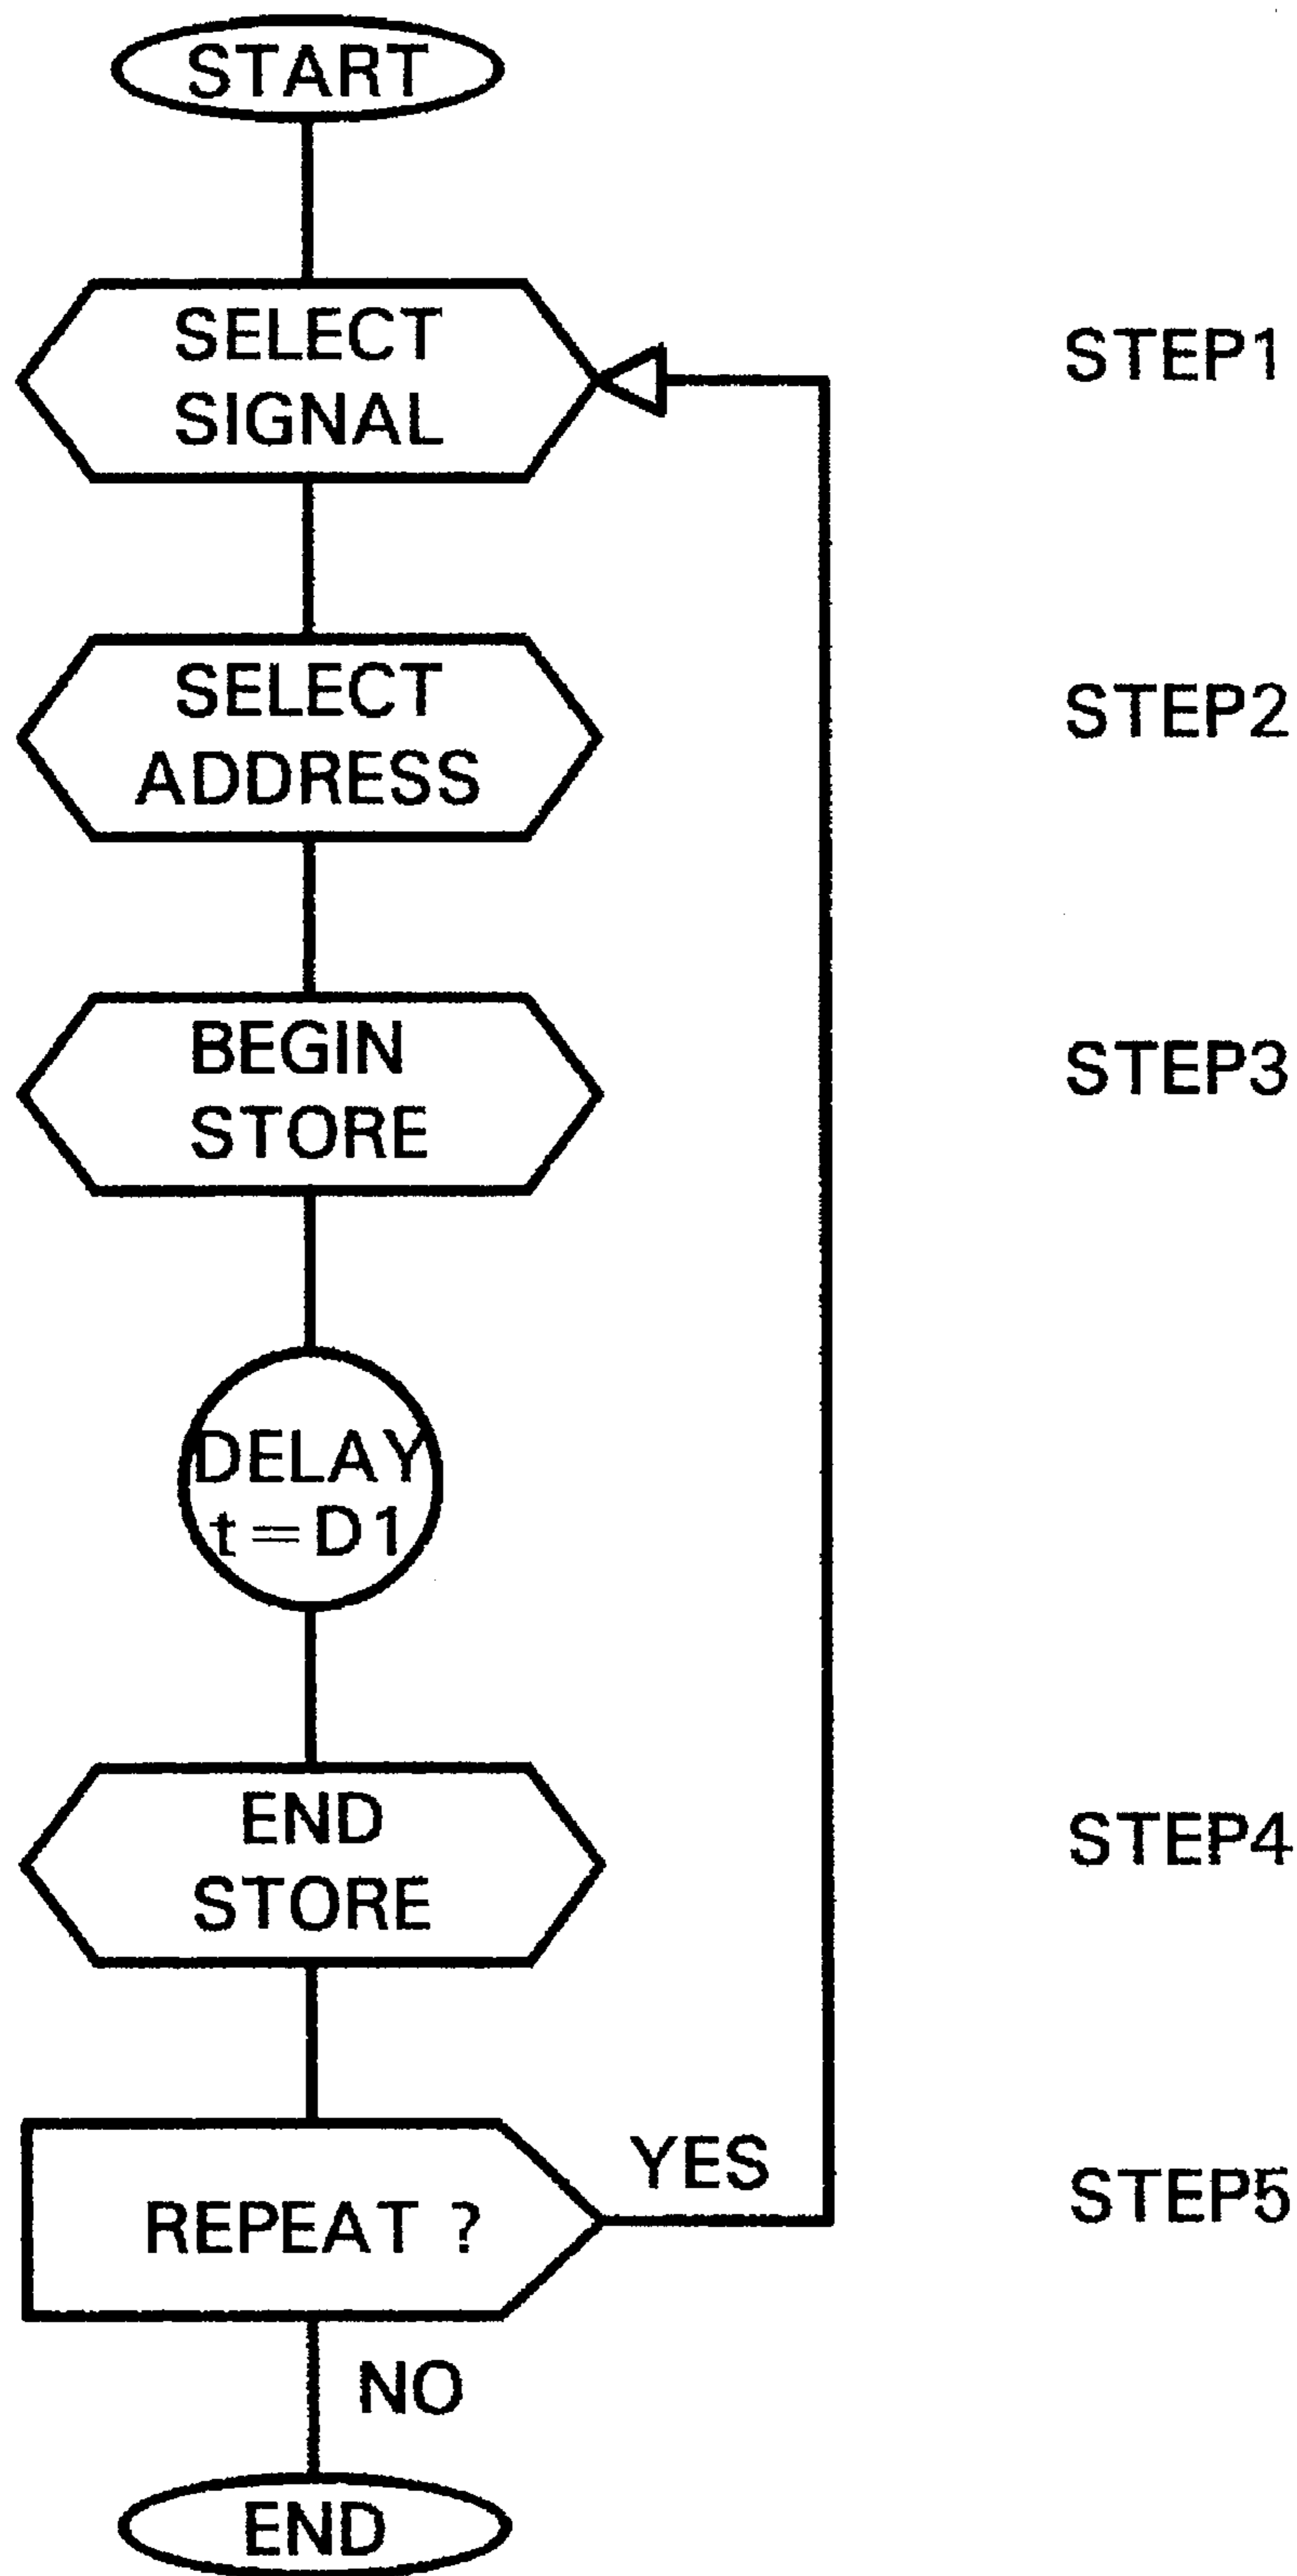 START
SELECT
SIGNAL
STEP1
SELECT
ADDRESS
STEP2
BEGIN
STORE
STEP3
DELAY
t=D1
END
STORE
STEP4
REPEAT ?
YES
STEP5
NO
END